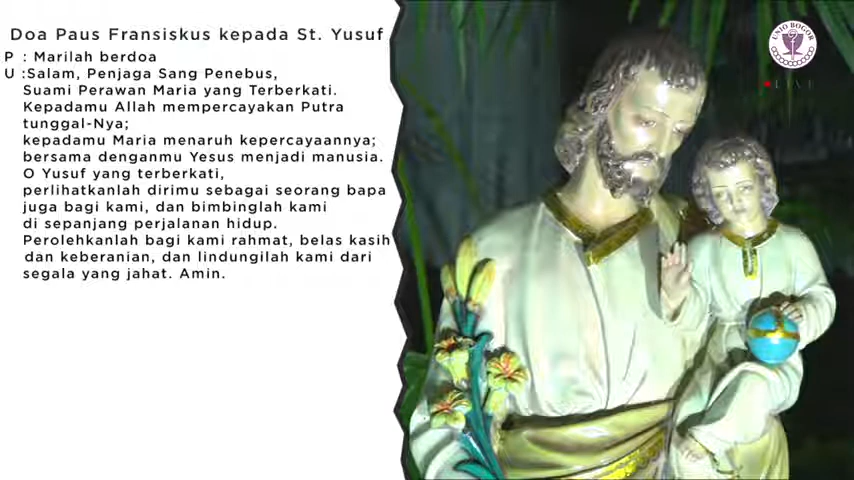 Doa Paus Fransiskus kepada St. Yusuf
P : Marilah berdoa
U :Salam, Penjaga Sang Penebus,
Suami Perawan Maria yang Terberkati.
Kepadamu Allah mempercayakan Putra
tunggal-Nya;
kepadamu Maria menaruh kepercayaannya;
bersama denganmu Yesus menjadi manusia.
O Yusuf yang terberkati,
perlihatkanlah dirimu sebagai seorang bapa
juga bagi kami, dan bimbinglah kami
di sepanjang perjalanan hidup.
Perolehkanlah bagi kami rahmat, belas kasih
dan keberanian, dan lindungilah kami dari
segala yang jahat. Amin.
UNIO BOGOR
LIVE